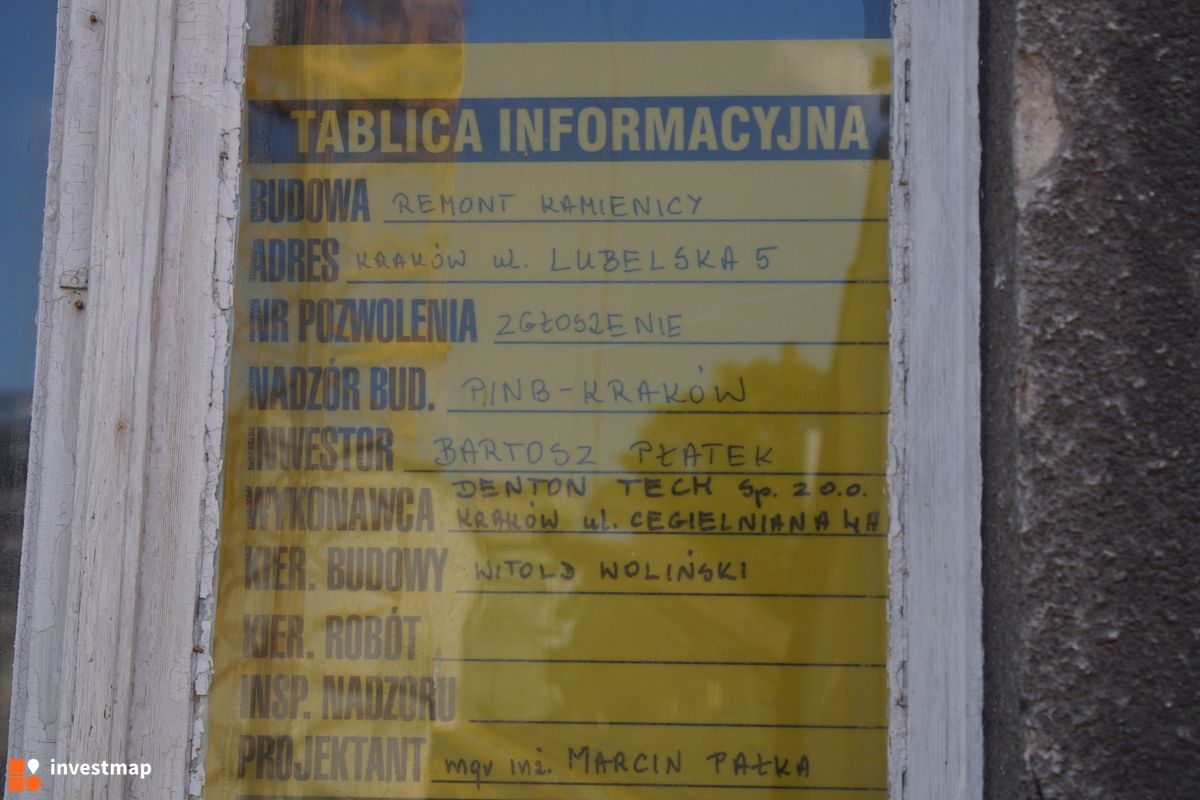 TABLICA INFORMACYJNA
BUDOWA REMONT KAMIENICY
ADRES KRAKÓW ul. LUBELSKA 5
NR POZWOLENIA ZGŁOSZENIE
NADZÓR BUD. PINB-KRAKÓW
INWESTOR BARTOSZ PŁATEK
WYKONAWCA DENTON TECH Sp. z o.o.
KRAKÓW ul. CEGIELNIANA 4A
KIER. BUDOWY WITOLD WOLIŃSKI
KIER. ROBÓT
INSP. NADZORU
PROJEKTANT mgr inż. MARCIN PAŁKA
investmap